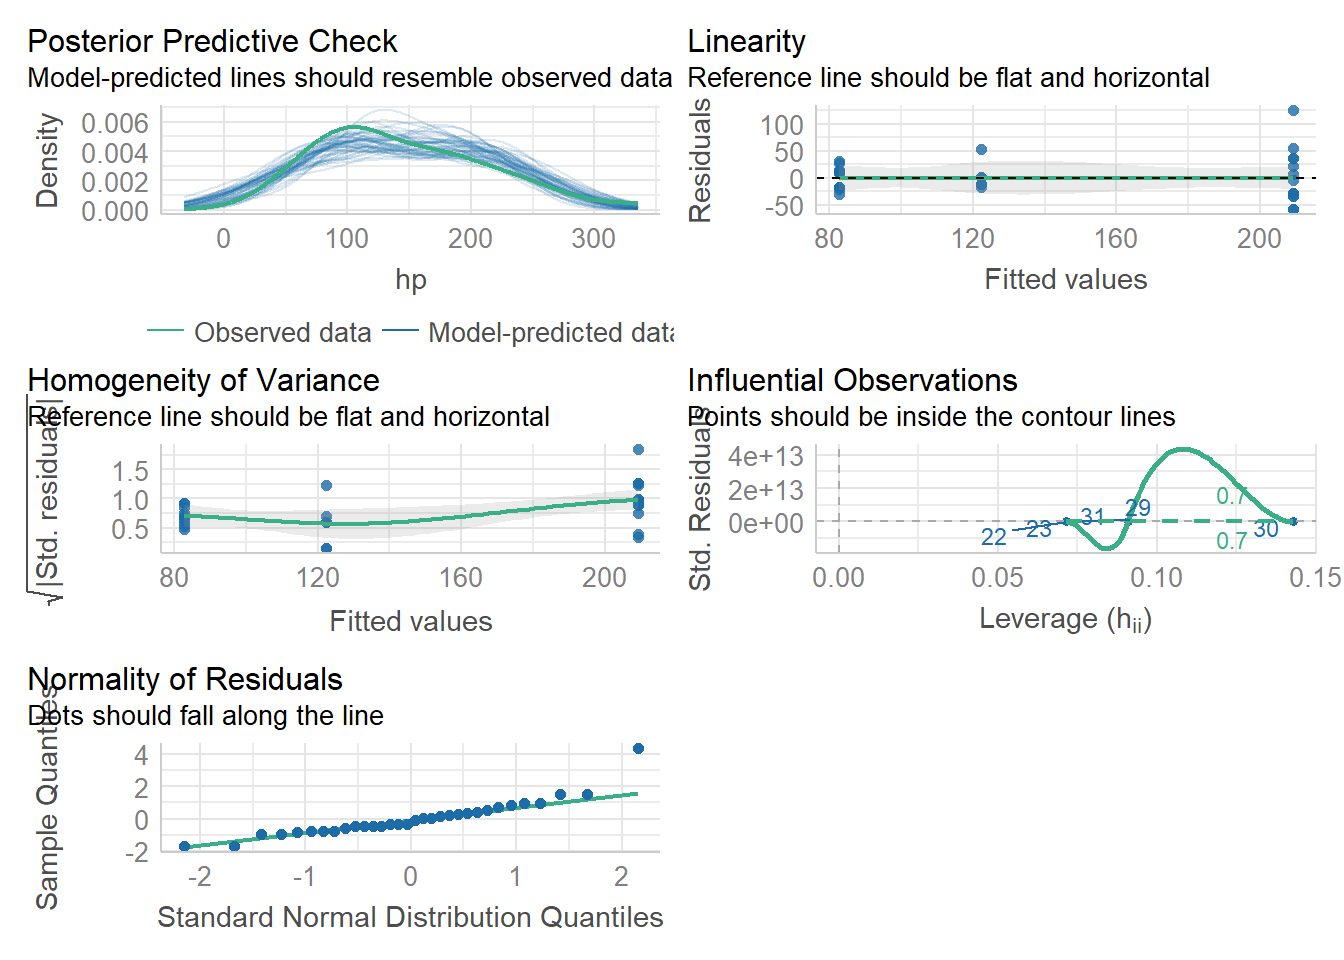 Posterior Predictive Check
Model-predicted lines should resemble observed data
Density
0.006
0.004
0.002
0.000
0 100 200 300
hp
Observed data Model-predicted data
Linearity
Reference line should be flat and horizontal
Residuals
100
50
0
-50
80 120 160 200
Fitted values
Homogeneity of Variance
Reference line should be flat and horizontal
√|Std. residuals|
1.5
1.0
0.5
80 120 160 200
Fitted values
Influential Observations
Points should be inside the contour lines
Std. Residuals
4e+13
2e+13
0e+00
0.7
29
31
23
22
30
0.7
0.00 0.05 0.10 0.15
Leverage (hii)
Normality of Residuals
Dots should fall along the line
Sample Quantiles
4
2
0
-2
-2 -1 0 1 2
Standard Normal Distribution Quantiles